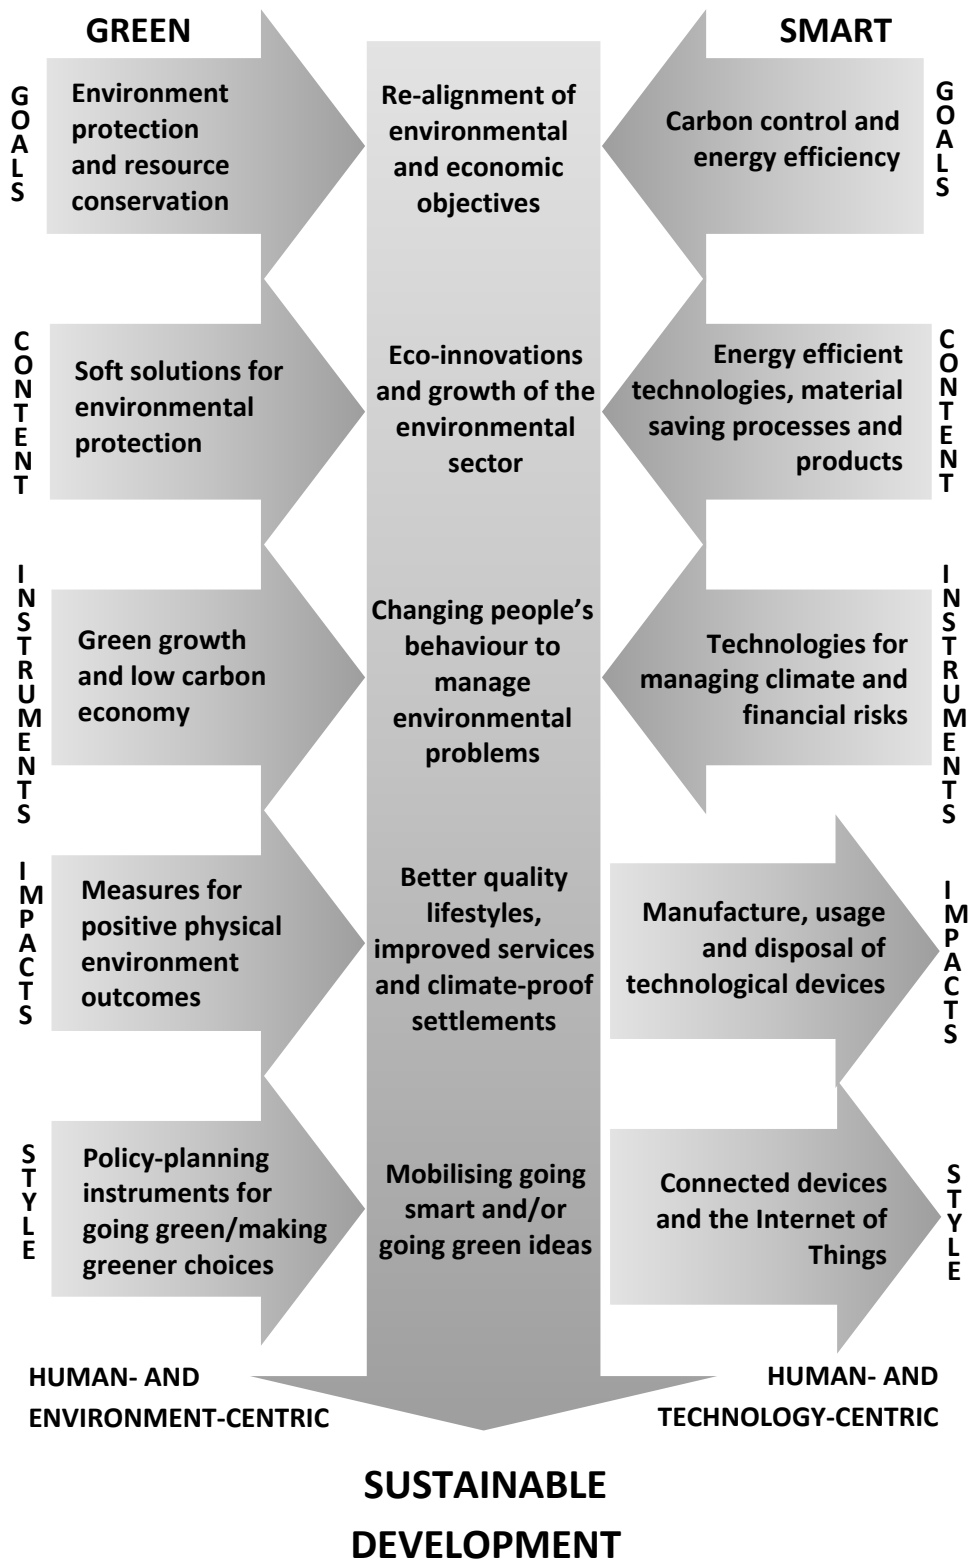 GREEN
SMART
GOALS
Environment
protection
and resource
conservation
Re-alignment of
environmental
and economic
objectives
Carbon control and
energy efficiency
GOALS
CONTENT
Soft solutions for
environmental
protection
Eco-innovations
and growth of the
environmental
sector
Energy efficient
technologies, material
saving processes and
products
CONTENT
INSTRUMENTS
Green growth
and low carbon
economy
Changing people’s
behaviour to
manage
environmental
problems
Technologies for
managing climate and
financial risks
INSTRUMENTS
IMPACTS
Measures for
positive physical
environment
outcomes
Better quality
lifestyles,
improved services
and climate-proof
settlements
Manufacture, usage
and disposal of
technological devices
IMPACTS
STYLE
Policy-planning
instruments for
going green/making
greener choices
Mobilising going
smart and/or
going green ideas
Connected devices
and the Internet of
Things
STYLE
HUMAN- AND
ENVIRONMENT-CENTRIC
HUMAN- AND
TECHNOLOGY-CENTRIC
SUSTAINABLE
DEVELOPMENT